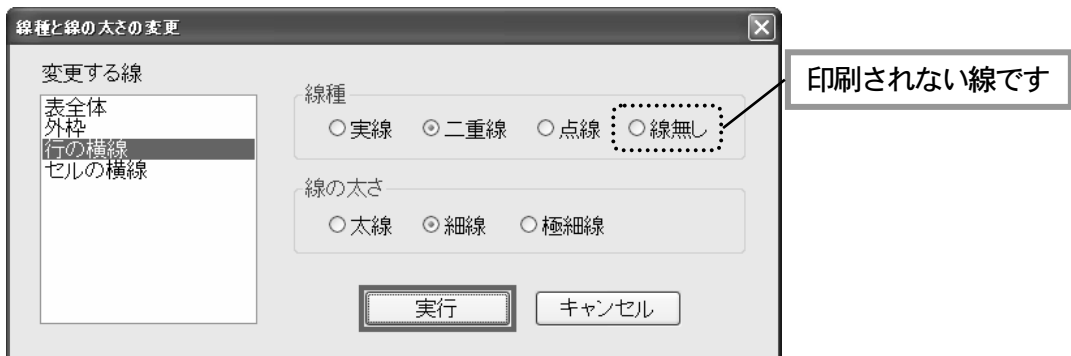 線種と線の太さの変更
変更する線
表全体
外枠
行の横線
セルの横線
線種
実線 二重線 点線 線無し
線の太さ
太線 細線 極細線
実行 キャンセル
印刷されない線です